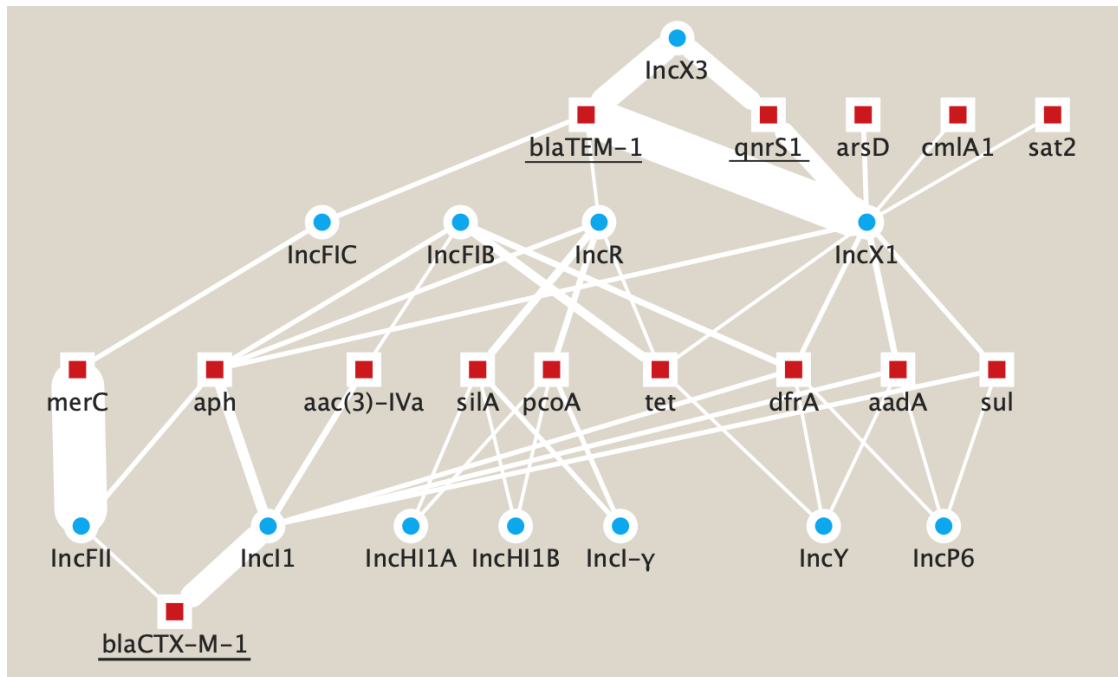 IncX3
blaTEM-1
qnrS1
arsD
cmlA1
sat2
IncFIC
IncFIB
IncR
IncX1
merC
aph
aac(3)-IVa
silA
pcoA
tet
dfrA
aadA
sul
IncFII
IncI1
IncHI1A
IncHI1B
IncI-γ
IncY
IncP6
blaCTX-M-1